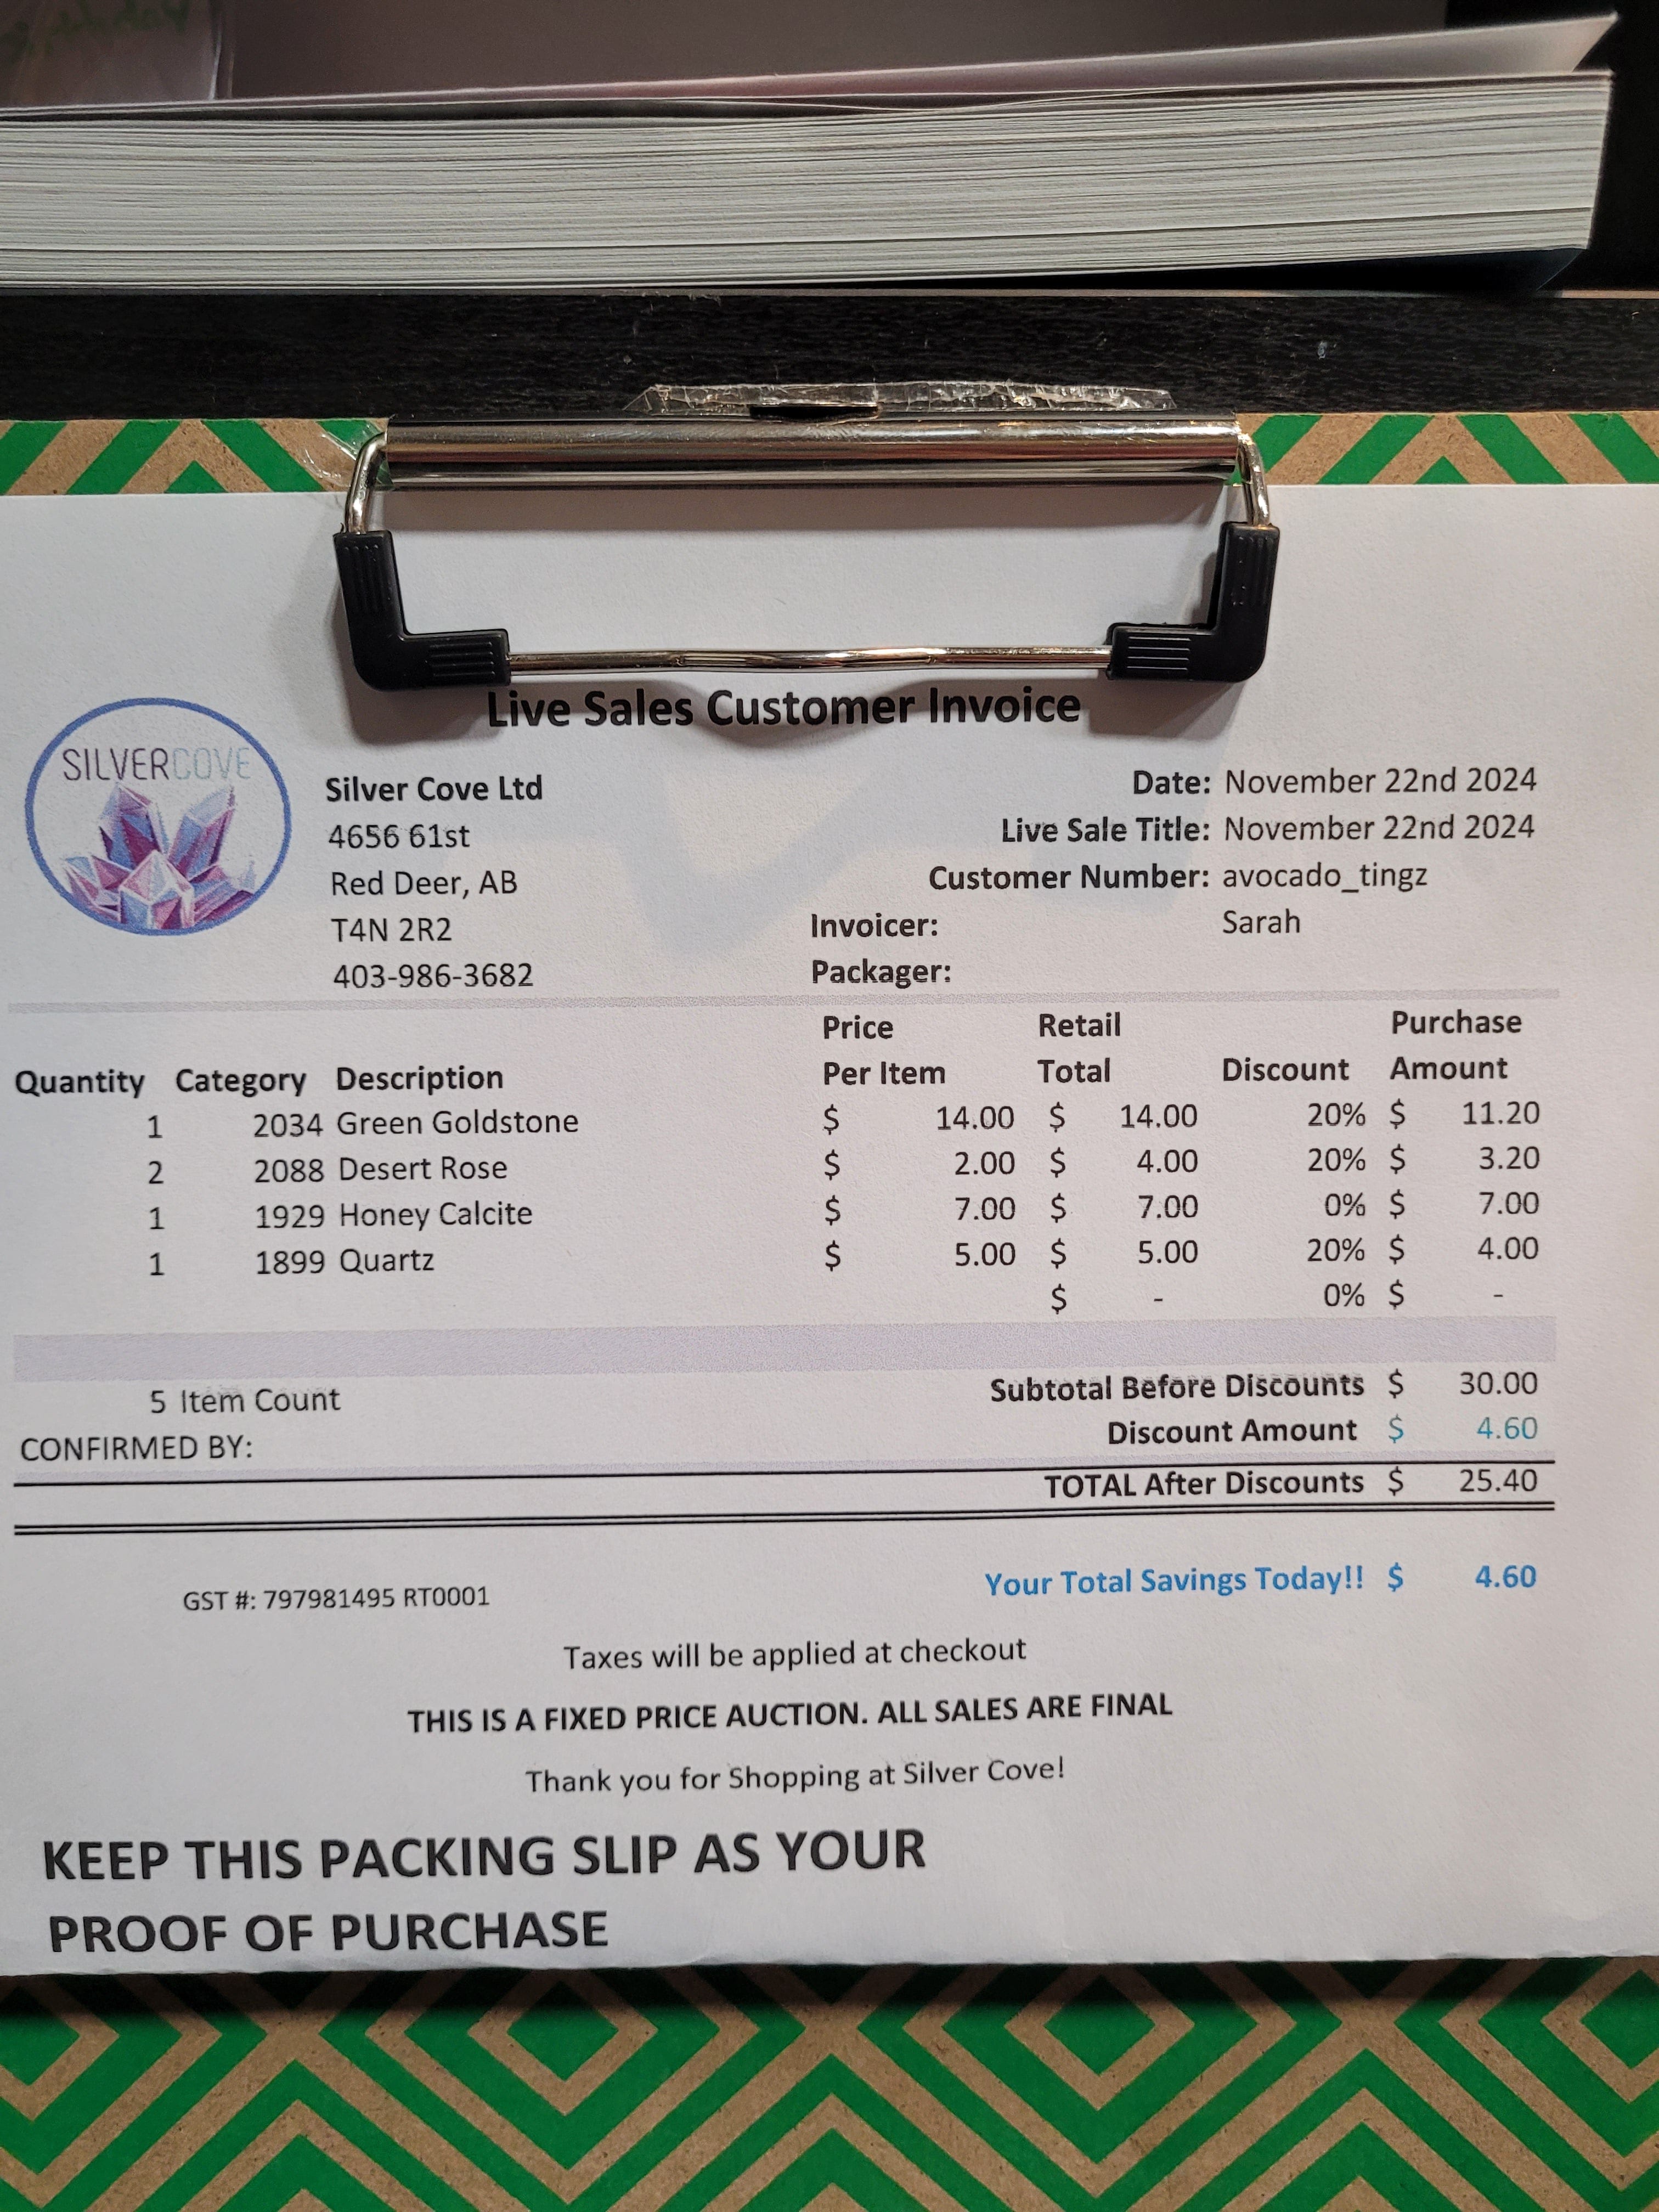 Live Sales Customer Invoice
SILVERCOVE
Silver Cove Ltd
4656 61st
Red Deer, AB
T4N 2R2
403-986-3682
Date: November 22nd 2024
Live Sale Title: November 22nd 2024
Customer Number: avocado_tingz
Invoicer: Sarah
Packager:
Quantity Category Description Price Per Item Retail Total Discount Purchase Amount
1 2034 Green Goldstone $ 14.00 $ 14.00 20% $ 11.20
2 2088 Desert Rose $ 2.00 $ 4.00 20% $ 3.20
1 1929 Honey Calcite $ 7.00 $ 7.00 0% $ 7.00
1 1899 Quartz $ 5.00 $ 5.00 20% $ 4.00
$ - 0% $ -
5 Item Count Subtotal Before Discounts $ 30.00
Discount Amount $ 4.60
CONFIRMED BY:
TOTAL After Discounts $ 25.40
Your Total Savings Today!! $ 4.60
GST #: 797981495 RT0001
Taxes will be applied at checkout
THIS IS A FIXED PRICE AUCTION. ALL SALES ARE FINAL
Thank you for Shopping at Silver Cove!
KEEP THIS PACKING SLIP AS YOUR
PROOF OF PURCHASE